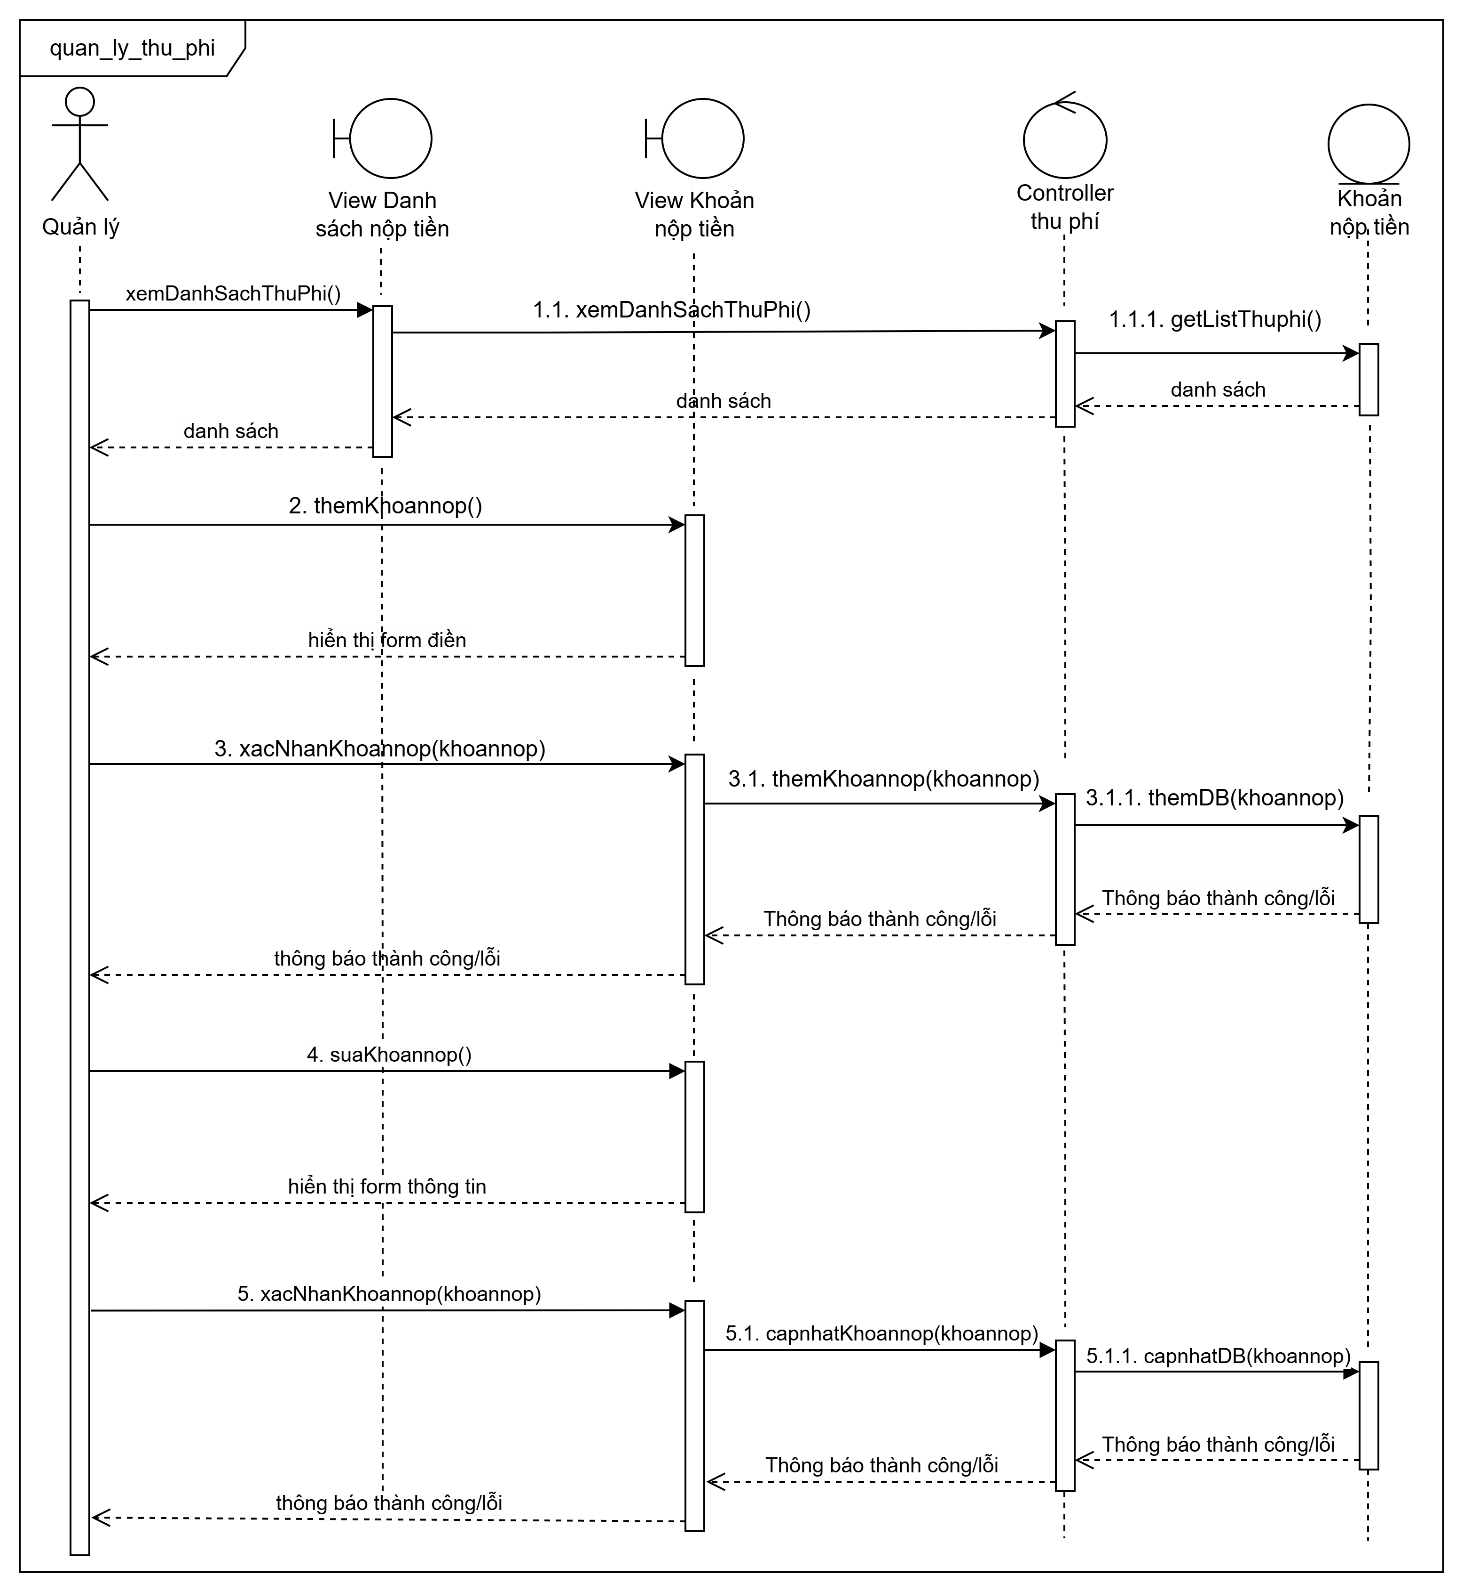 quan_ly_thu_phi
Quản lý
View Danh
sách nộp tiền
View Khoản
nộp tiền
Controller
thu phí
Khoản
nộp tiền
xemDanhSachThuPhi()
1.1. xemDanhSachThuPhi()
1.1.1. getListThuphi()
danh sách
danh sách
danh sách
2. themKhoannop()
hiển thị form điền
3. xacNhanKhoannop(khoannop)
3.1. themKhoannop(khoannop)
3.1.1. themDB(khoannop)
Thông báo thành công/lỗi
Thông báo thành công/lỗi
thông báo thành công/lỗi
4. suaKhoannop()
hiển thị form thông tin
5. xacNhanKhoannop(khoannop)
5.1. capnhatKhoannop(khoannop)
5.1.1. capnhatDB(khoannop)
Thông báo thành công/lỗi
Thông báo thành công/lỗi
thông báo thành công/lỗi